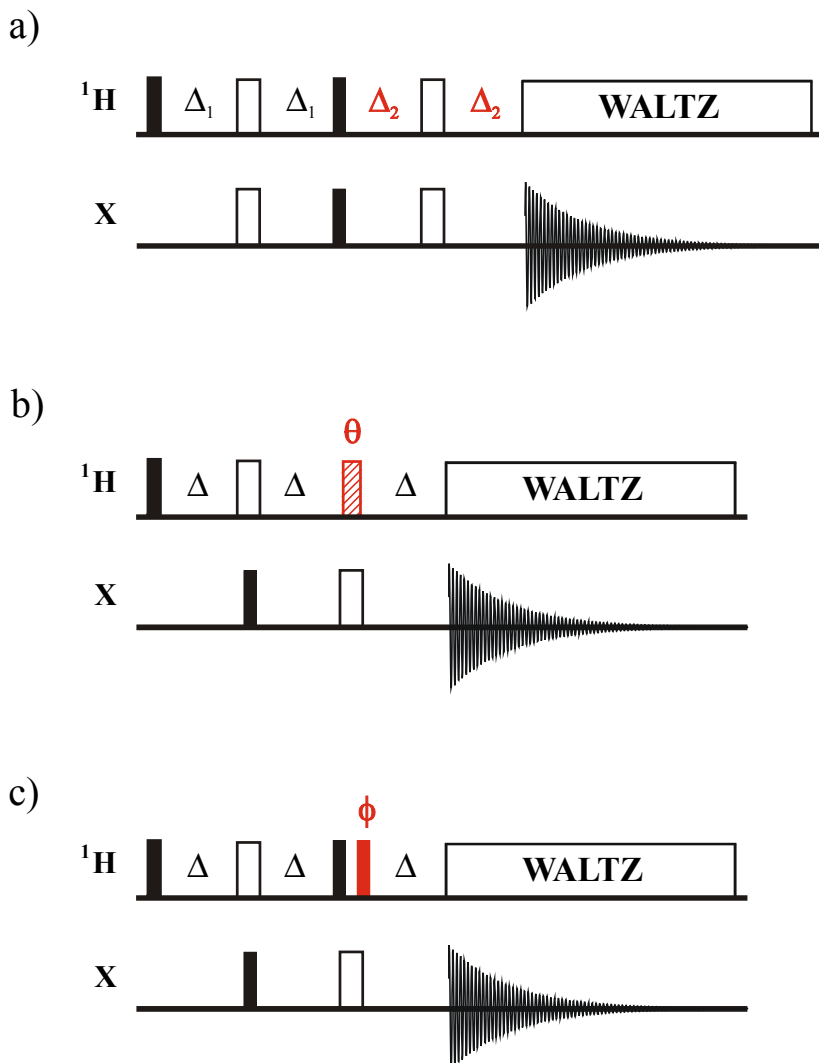 a)
¹H Δ₁ Δ₁ Δ₂ Δ₂ WALTZ
X
b)
θ
¹H Δ Δ Δ WALTZ
X
c)
ϕ
¹H Δ Δ Δ WALTZ
X